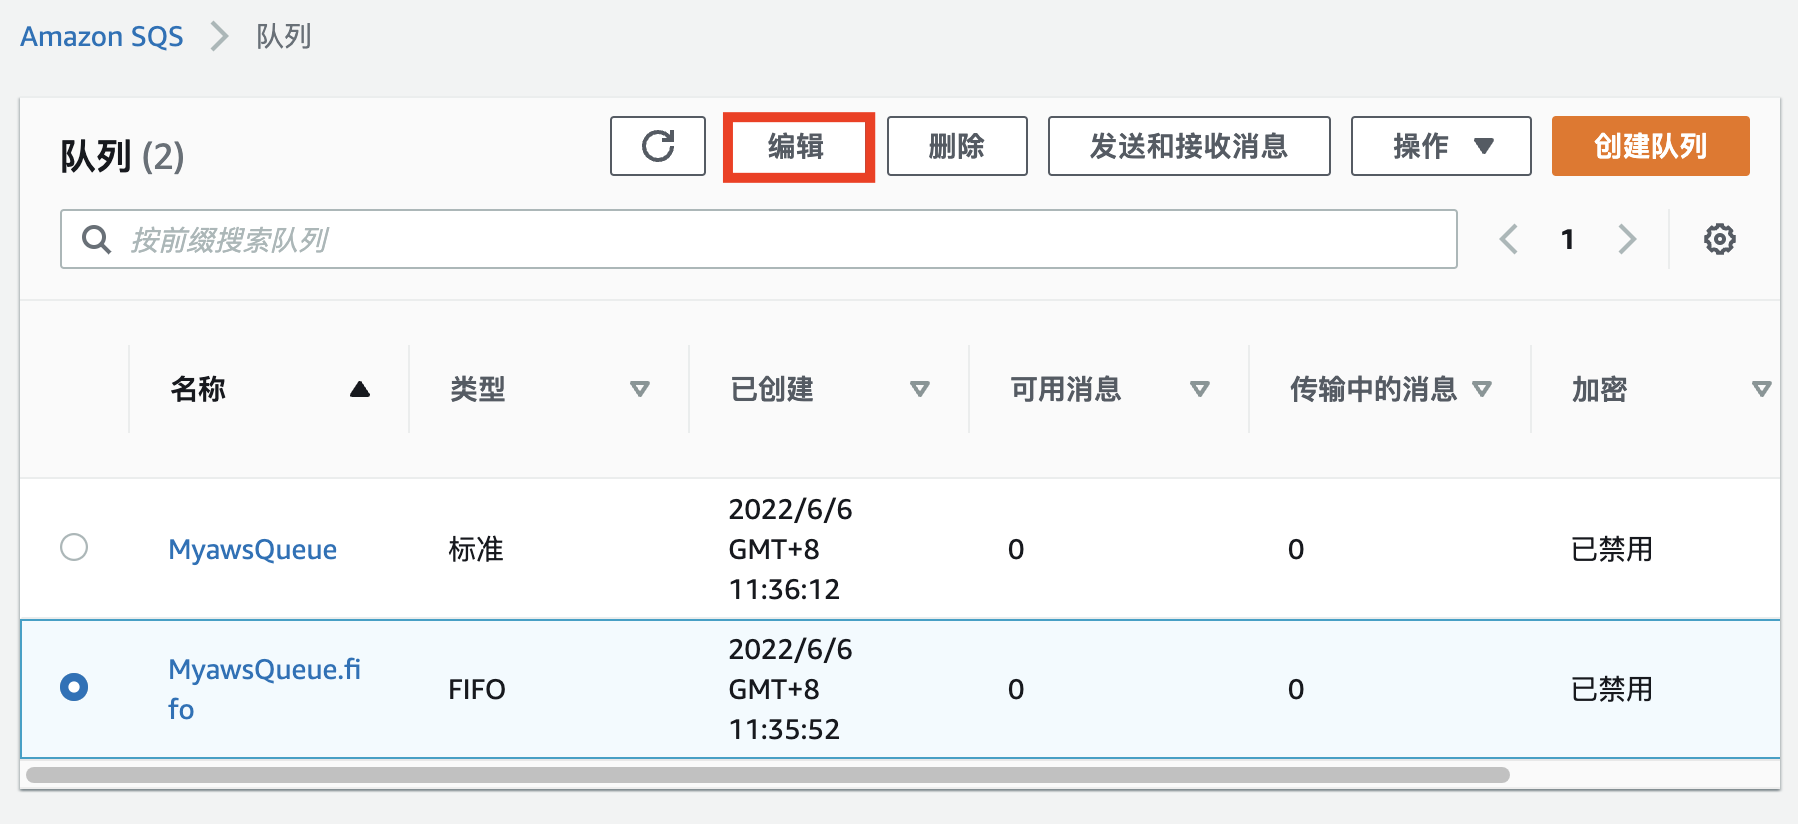 Amazon SQS 队列
队列 (2) 编辑 删除 发送和接收消息 操作 创建队列
按前缀搜索队列 1
名称 类型 已创建 可用消息 传输中的消息 加密
MyawsQueue 标准 2022/6/6 GMT+8 11:36:12 0 0 已禁用
MyawsQueue.fifo FIFO 2022/6/6 GMT+8 11:35:52 0 0 已禁用